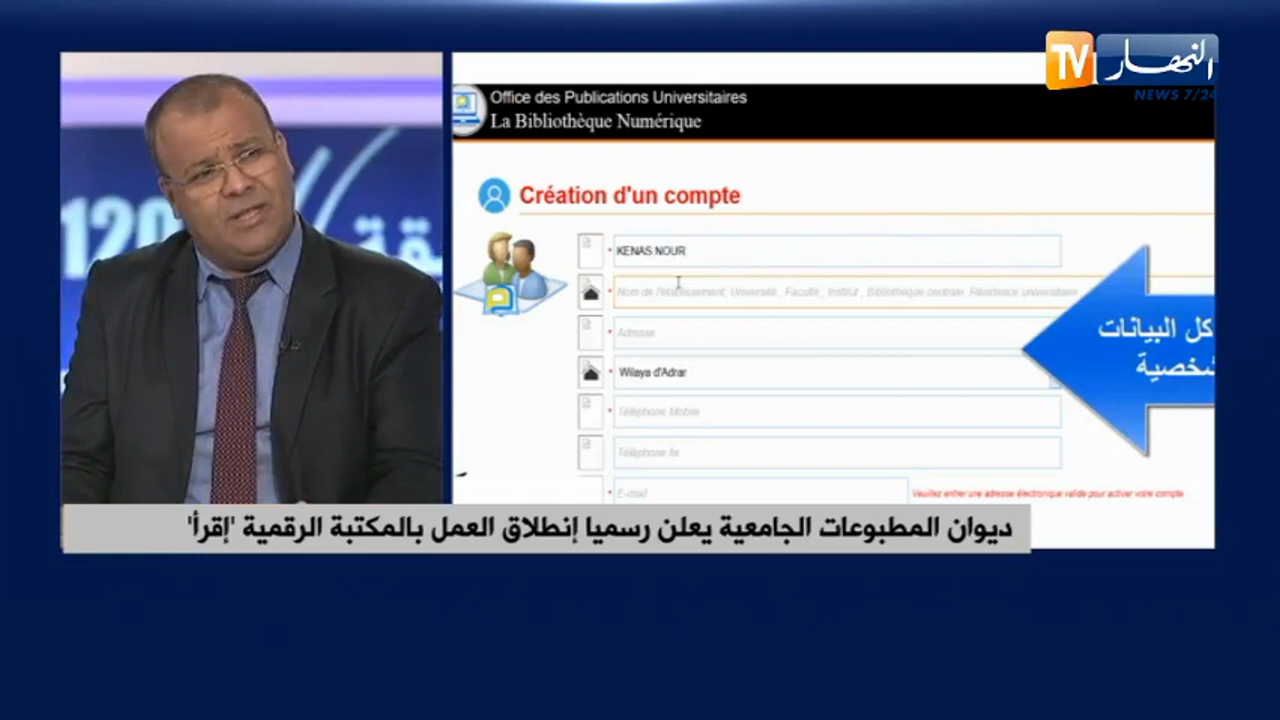 TV النهار
NEWS 7/24
120
قة
Office des Publications Universitaires
La Bibliothèque Numérique
Création d'un compte
* KENAS NOUR
* Nom de l'établissement, Université , Faculté , Institut , Bibliothèque centrale, Résidence universitaire
* Adresse
* Wilaya d'Adrar
* Téléphone Mobile
Téléphone fix
* E-mail
Veuillez entrer une adresse électronique valide pour activer votre compte
كل البيانات
شخصية
ديوان المطبوعات الجامعية يعلن رسميا إنطلاق العمل بالمكتبة الرقمية "إقرأ"